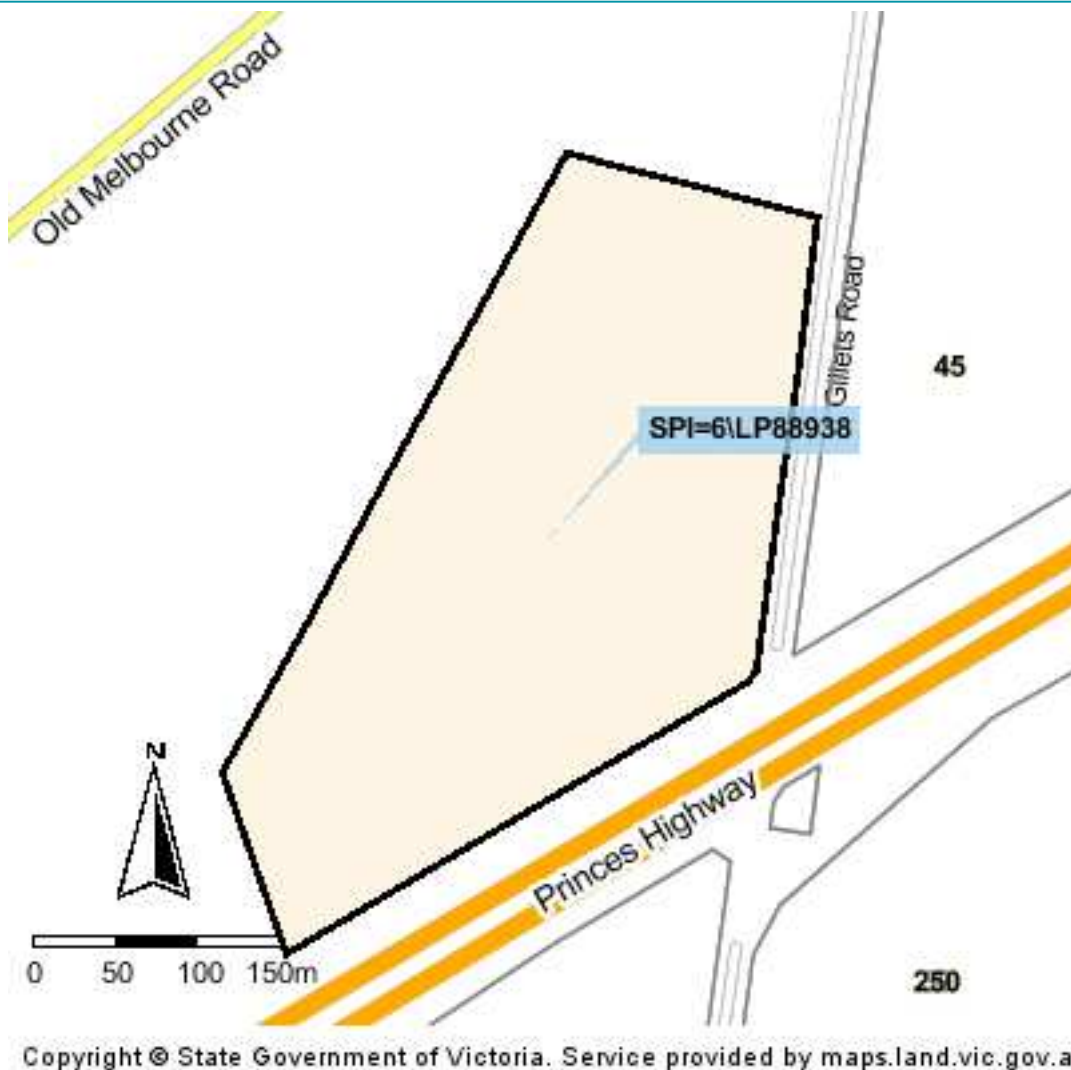 Old Melbourne Road
Gillets Road
45
SPI=6\LP88938
N
Princes Highway
0 50 100 150m
250
Copyright © State Government of Victoria. Service provided by maps.land.vic.gov.a